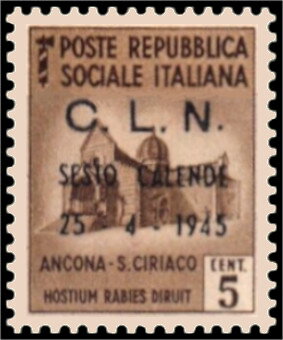 POSTE REPUBBLICA
SOCIALE ITALIANA
C. L. N.
SESTO CALENDE
25 - 4 - 1945
ANCONA - S. CIRIACO
HOSTIUM RABIES DIRUIT
CENT.
5